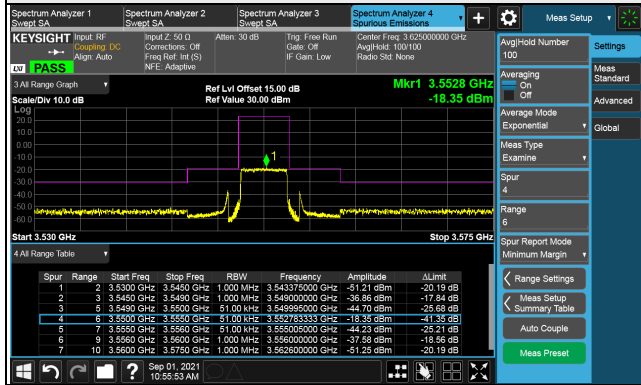 Spectrum Analyzer 1
Swept SA
Spectrum Analyzer 2
Swept SA
Spectrum Analyzer 3
Swept SA
Spectrum Analyzer 4
Spurious Emissions
Meas Setup
KEYSIGHT
Input: RF
Coupling: DC
Align: Auto
LXI PASS
Input Z: 50 Ω
Corrections: Off
Freq Ref: Int (S)
NFE: Adaptive
Atten: 30 dB
Trig: Free Run
Gate: Off
IF Gain: Low
Center Freq: 3.625000000 GHz
Avg|Hold: 100/100
Radio Std: None
3 All Range Graph
Scale/Div 10.0 dB
Ref Lvl Offset 15.00 dB
Ref Value 30.00 dBm
Mkr1 3.5528 GHz
-18.35 dBm
Log
20.0
10.0
0.00
-10.0
-20.0
-30.0
-40.0
-50.0
-60.0
1
Start 3.530 GHz
Stop 3.575 GHz
4 All Range Table
Spur Range Start Freq Stop Freq RBW Frequency Amplitude ΔLimit
1 2 3.5300 GHz 3.5450 GHz 1.000 MHz 3.543375000 GHz -51.21 dBm -20.19 dB
2 3 3.5450 GHz 3.5490 GHz 1.000 MHz 3.549000000 GHz -36.86 dBm -17.84 dB
3 5 3.5490 GHz 3.5500 GHz 51.00 kHz 3.549995000 GHz -44.70 dBm -25.68 dB
4 6 3.5500 GHz 3.5550 GHz 51.00 kHz 3.552783333 GHz -18.35 dBm -41.35 dB
5 7 3.5550 GHz 3.5560 GHz 51.00 kHz 3.555005000 GHz -44.23 dBm -25.21 dB
6 9 3.5560 GHz 3.5600 GHz 1.000 MHz 3.556000000 GHz -37.58 dBm -18.56 dB
7 10 3.5600 GHz 3.5750 GHz 1.000 MHz 3.562600000 GHz -51.25 dBm -20.19 dB
Avg|Hold Number
100
Averaging
On
Off
Average Mode
Exponential
Meas Type
Examine
Spur
4
Range
6
Spur Report Mode
Minimum Margin
Range Settings
Meas Setup
Summary Table
Auto Couple
Meas Preset
Settings
Meas
Standard
Advanced
Global
?
Sep 01, 2021
10:55:53 AM